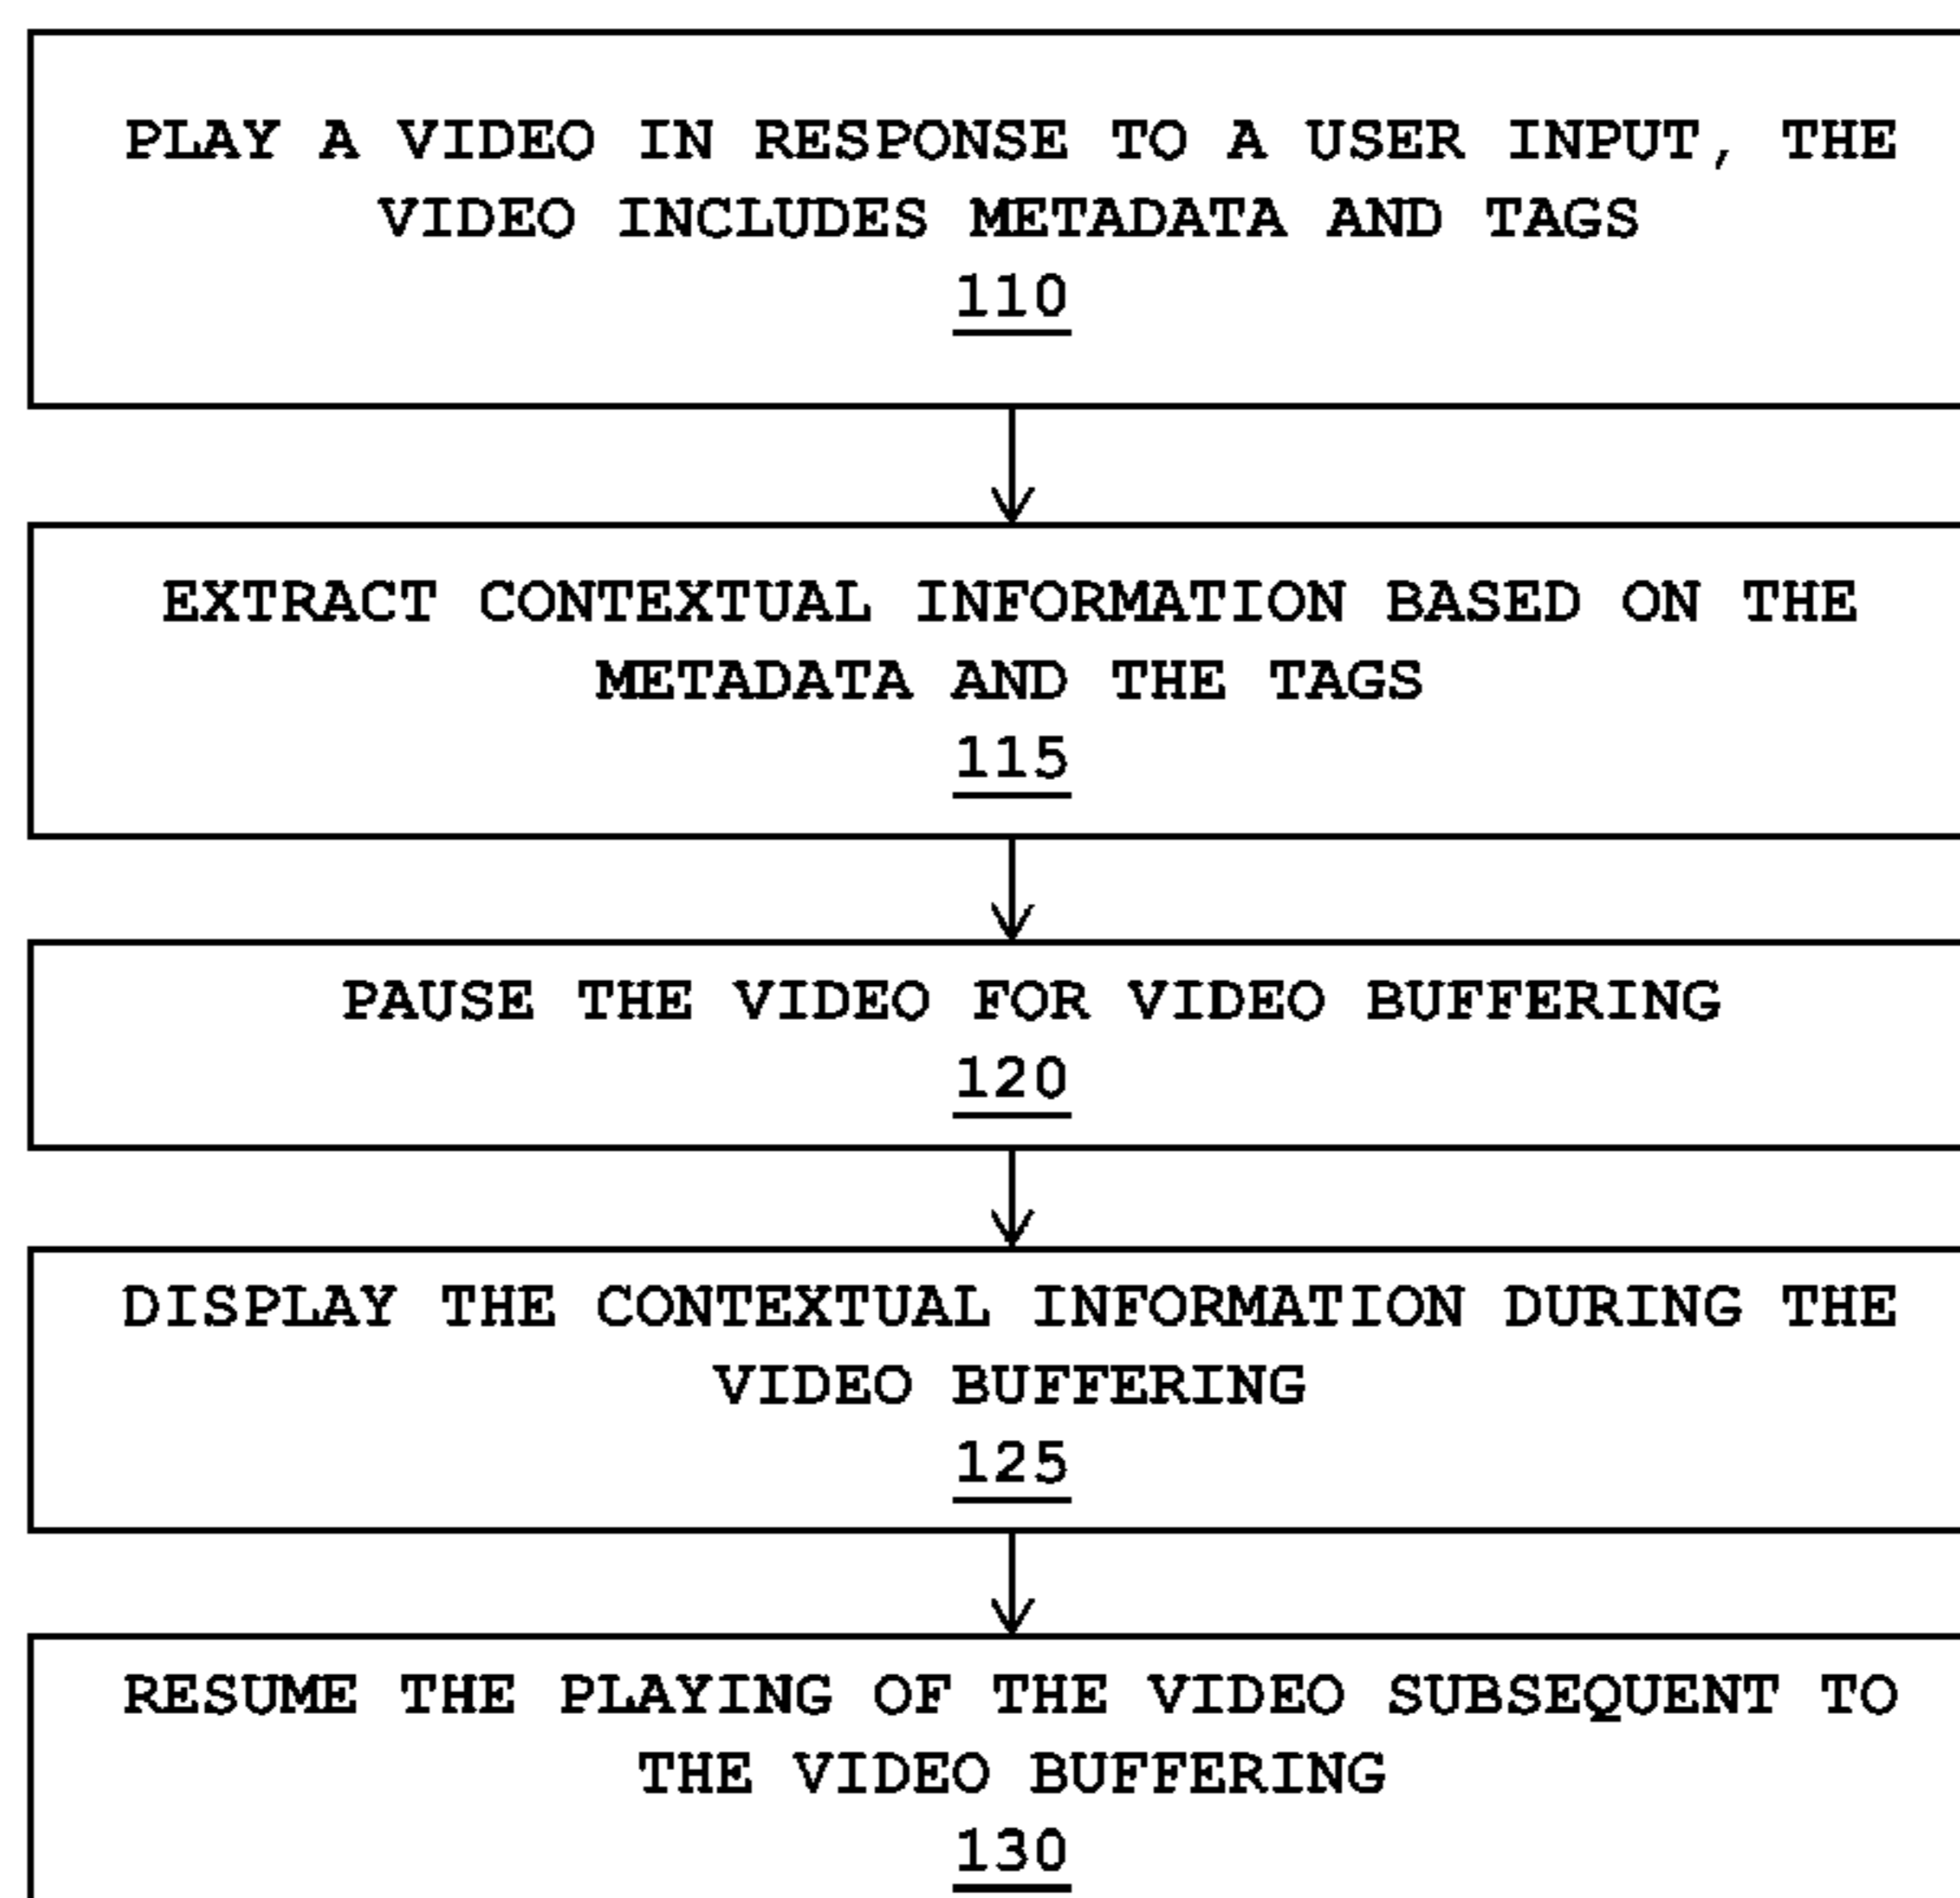 PLAY A VIDEO IN RESPONSE TO A USER INPUT, THE
VIDEO INCLUDES METADATA AND TAGS
110
EXTRACT CONTEXTUAL INFORMATION BASED ON THE
METADATA AND THE TAGS
115
PAUSE THE VIDEO FOR VIDEO BUFFERING
120
DISPLAY THE CONTEXTUAL INFORMATION DURING THE
VIDEO BUFFERING
125
RESUME THE PLAYING OF THE VIDEO SUBSEQUENT TO
THE VIDEO BUFFERING
130